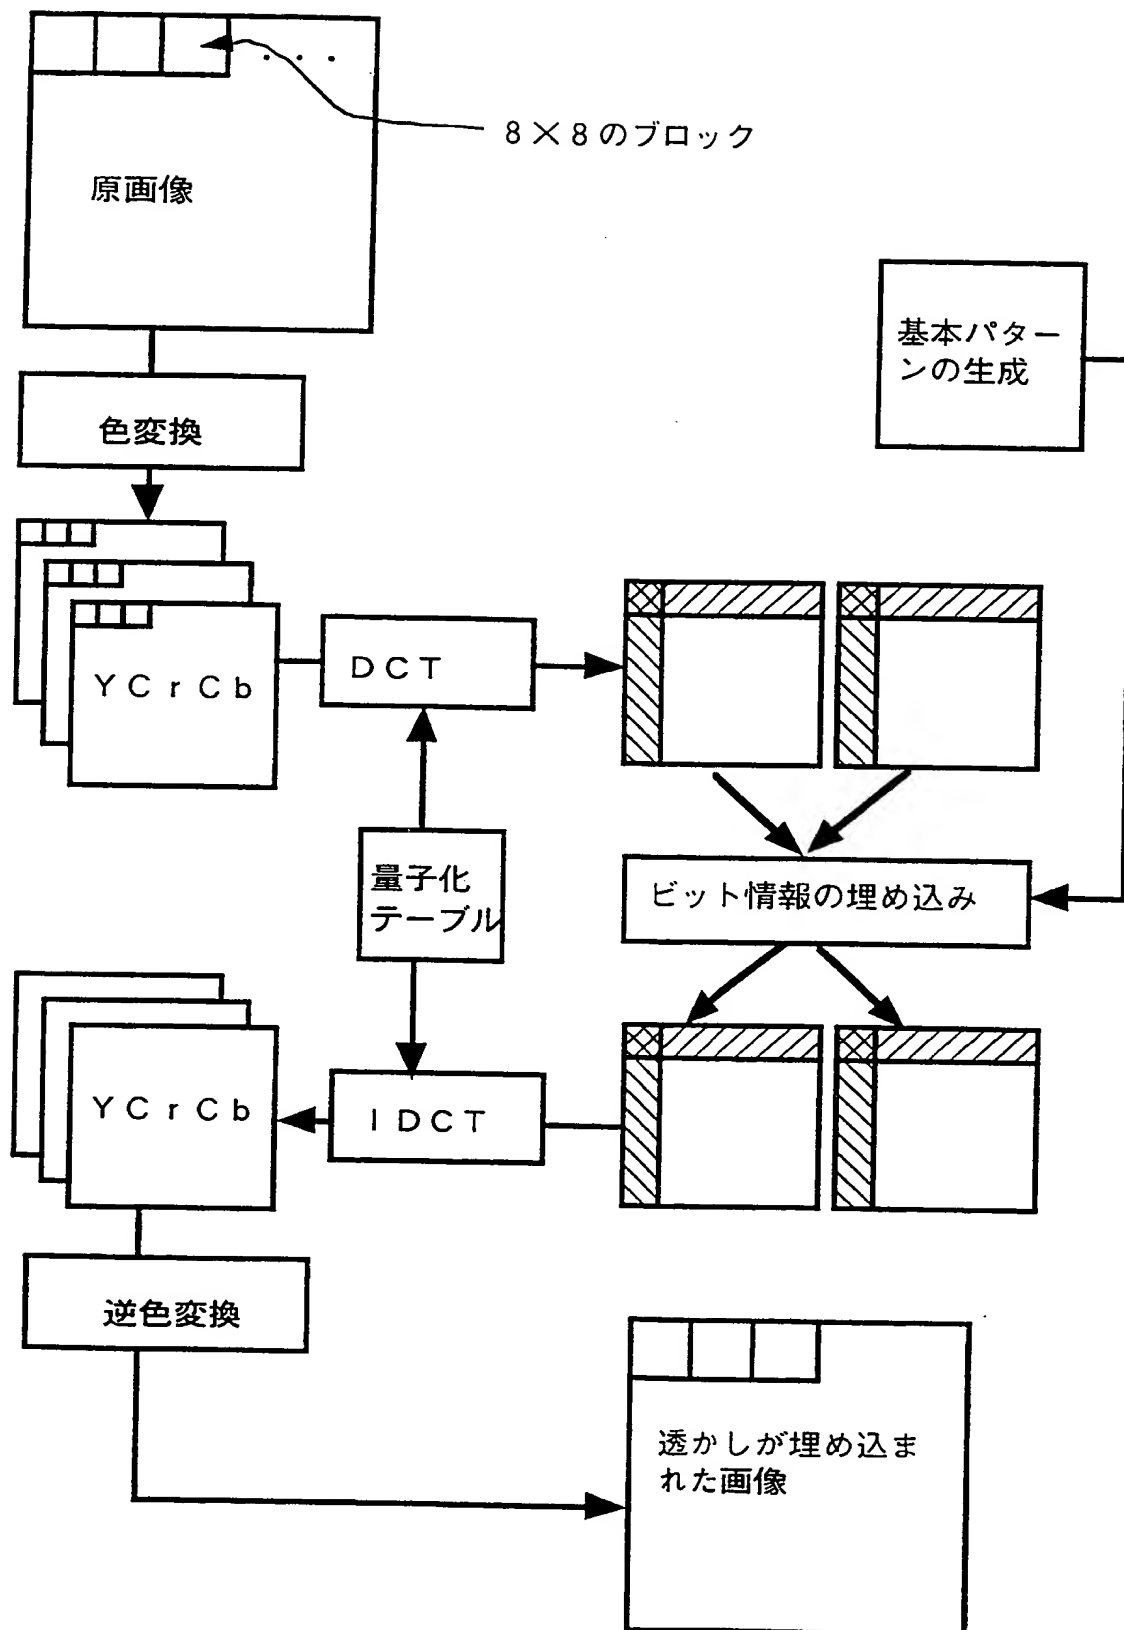 8×8のブロック
原画像
基本パター
ンの生成
色変換
YCrCb
DCT
量子化
テーブル
ビット情報の埋め込み
YCrCb
IDCT
逆色変換
透かしが埋め込ま
れた画像